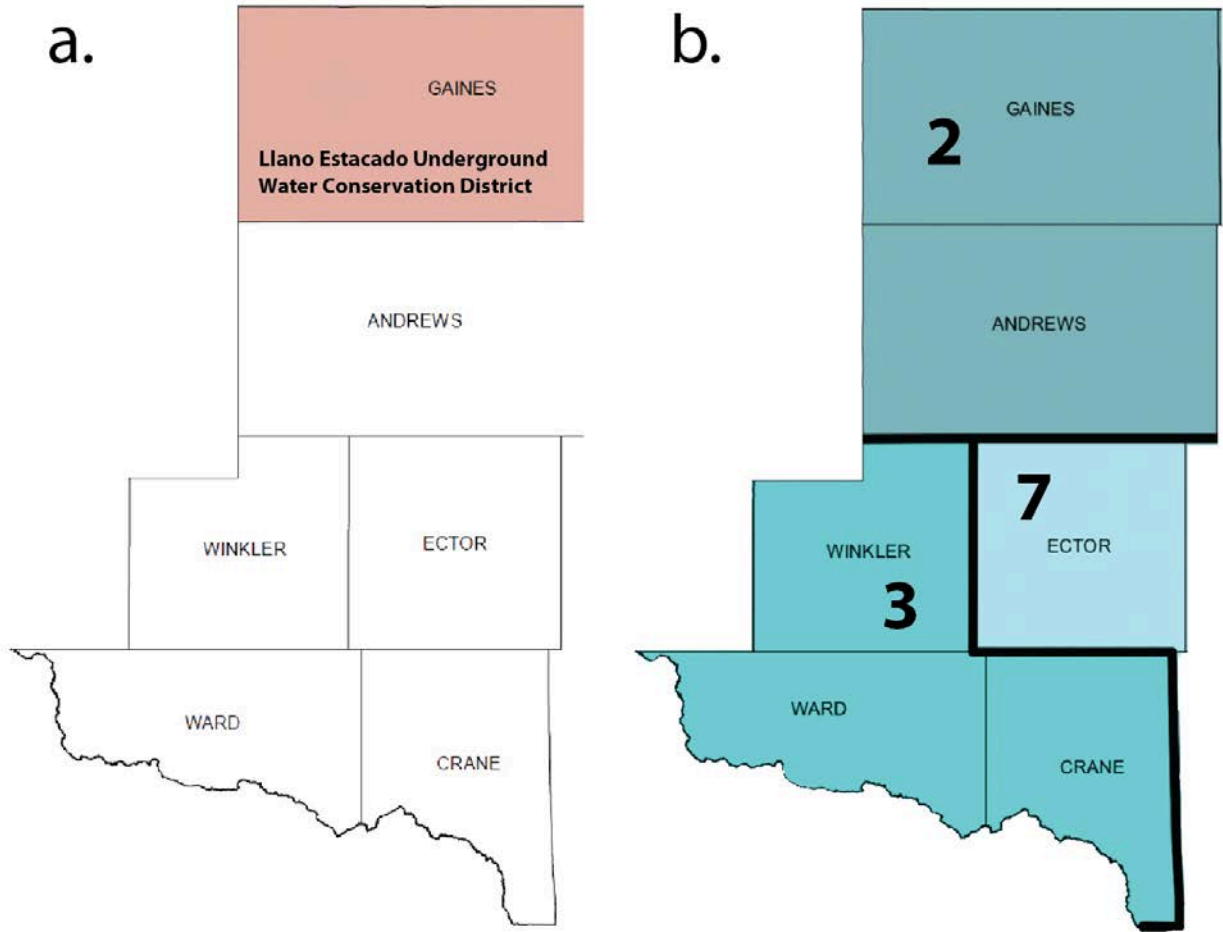 a.
GAINES
Llano Estacado Underground
Water Conservation District
ANDREWS
WINKLER
ECTOR
WARD
CRANE
b.
GAINES
2
ANDREWS
7
ECTOR
WINKLER
3
WARD
CRANE